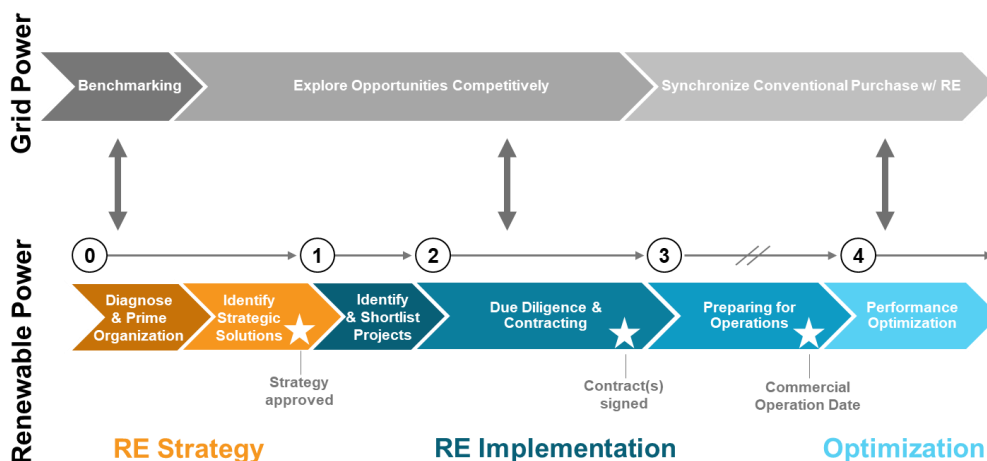 Grid Power
Benchmarking
Explore Opportunities Competitively
Synchronize Conventional Purchase w/ RE
Renewable Power
0
1
2
3
4
Diagnose
& Prime
Organization
Identify
Strategic
Solutions
Identify
& Shortlist
Projects
Due Diligence &
Contracting
Preparing for
Operations
Performance
Optimization
Strategy
approved
Contract(s)
signed
Commercial
Operation Date
RE Strategy
RE Implementation
Optimization